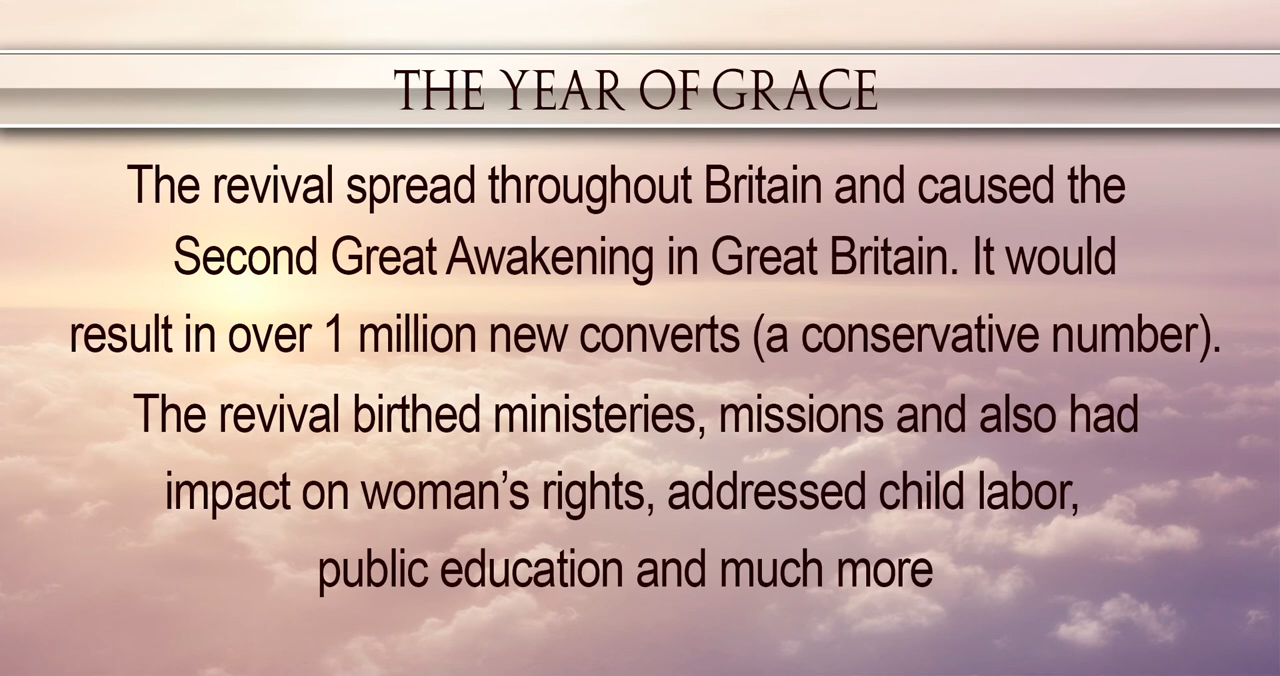 THE YEAR OF GRACE
The revival spread throughout Britain and caused the
Second Great Awakening in Great Britain. It would
result in over 1 million new converts (a conservative number).
The revival birthed ministeries, missions and also had
impact on woman’s rights, addressed child labor,
public education and much more